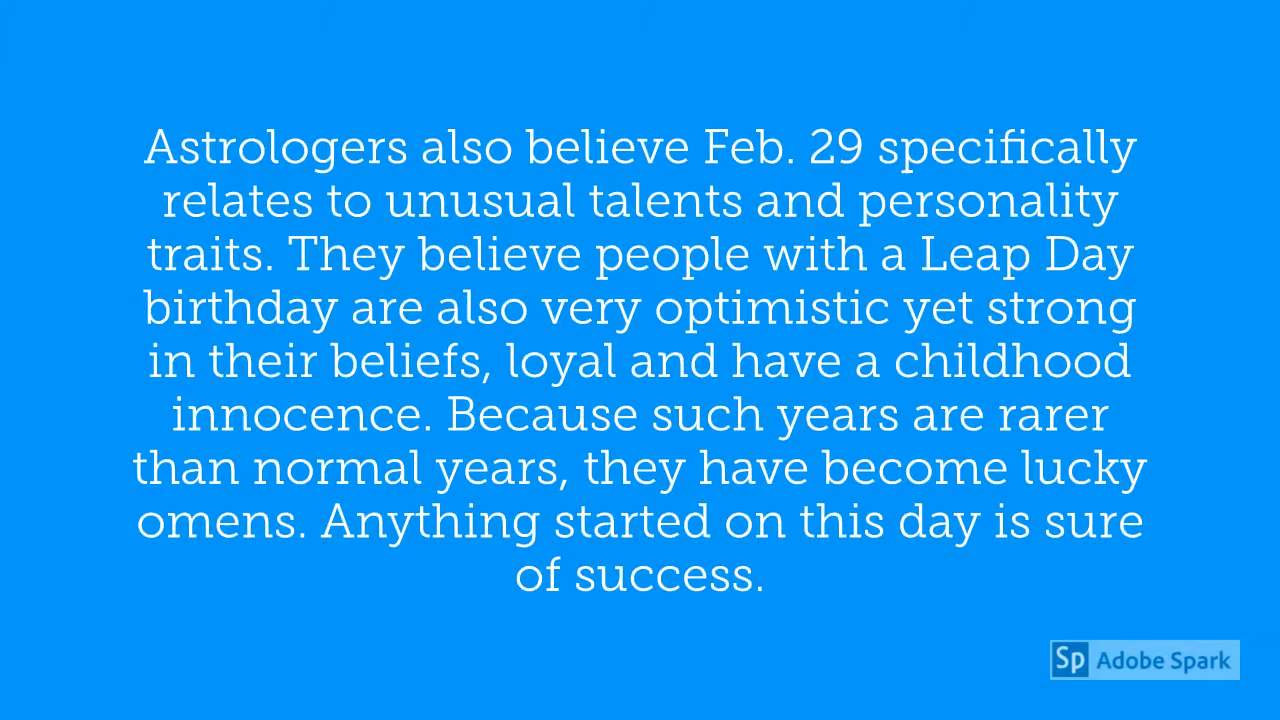 Astrologers also believe Feb. 29 specifically
relates to unusual talents and personality
traits. They believe people with a Leap Day
birthday are also very optimistic yet strong
in their beliefs, loyal and have a childhood
innocence. Because such years are rarer
than normal years, they have become lucky
omens. Anything started on this day is sure
of success.
Sp Adobe Spark